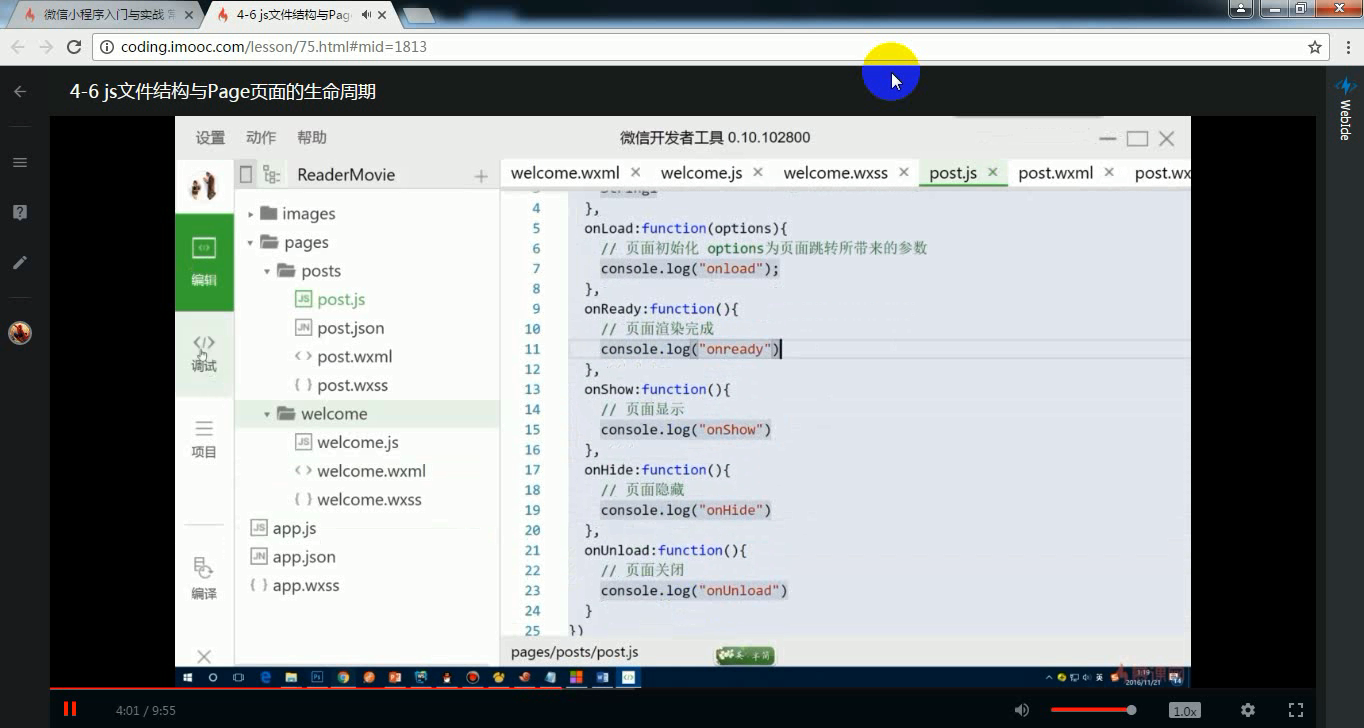 微信小程序入门与实战
4-6 js文件结构与Pag
coding.imooc.com/lesson/75.html#mid=1813
4-6 js文件结构与Page页面的生命周期
WebIde
设置 动作 帮助
微信开发者工具 0.10.102800
ReaderMovie
welcome.wxml
welcome.js
welcome.wxss
post.js
post.wxml
post.wx
编辑
调试
项目
编译
images
pages
posts
post.js
post.json
post.wxml
post.wxss
welcome
welcome.js
welcome.wxml
welcome.wxss
app.js
app.json
app.wxss
4 },
5 onLoad:function(options){
6 // 页面初始化 options为页面跳转所带来的参数
7 console.log("onload");
8 },
9 onReady:function(){
10 // 页面渲染完成
11 console.log("onready")
12 },
13 onShow:function(){
14 // 页面显示
15 console.log("onShow")
16 },
17 onHide:function(){
18 // 页面隐藏
19 console.log("onHide")
20 },
21 onUnload:function(){
22 // 页面关闭
23 console.log("onUnload")
24 }
25 })
pages/posts/post.js
英
2016/11/21
4:01 / 9:55
1.0x